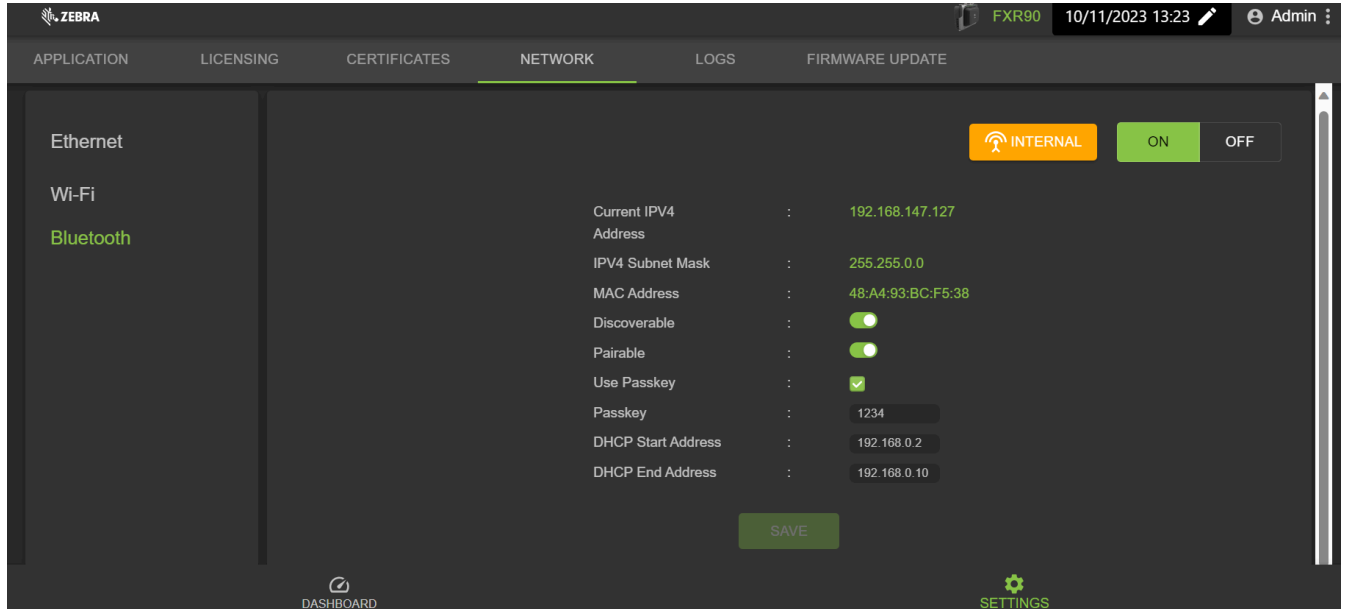 ZEBRA
FXR90
10/11/2023 13:23
Admin
APPLICATION
LICENSING
CERTIFICATES
NETWORK
LOGS
FIRMWARE UPDATE
Ethernet
Wi-Fi
Bluetooth
INTERNAL
ON
OFF
Current IPV4
Address : 192.168.147.127
IPV4 Subnet Mask : 255.255.0.0
MAC Address : 48:A4:93:BC:F5:38
Discoverable :
Pairable :
Use Passkey :
Passkey : 1234
DHCP Start Address : 192.168.0.2
DHCP End Address : 192.168.0.10
SAVE
DASHBOARD
SETTINGS